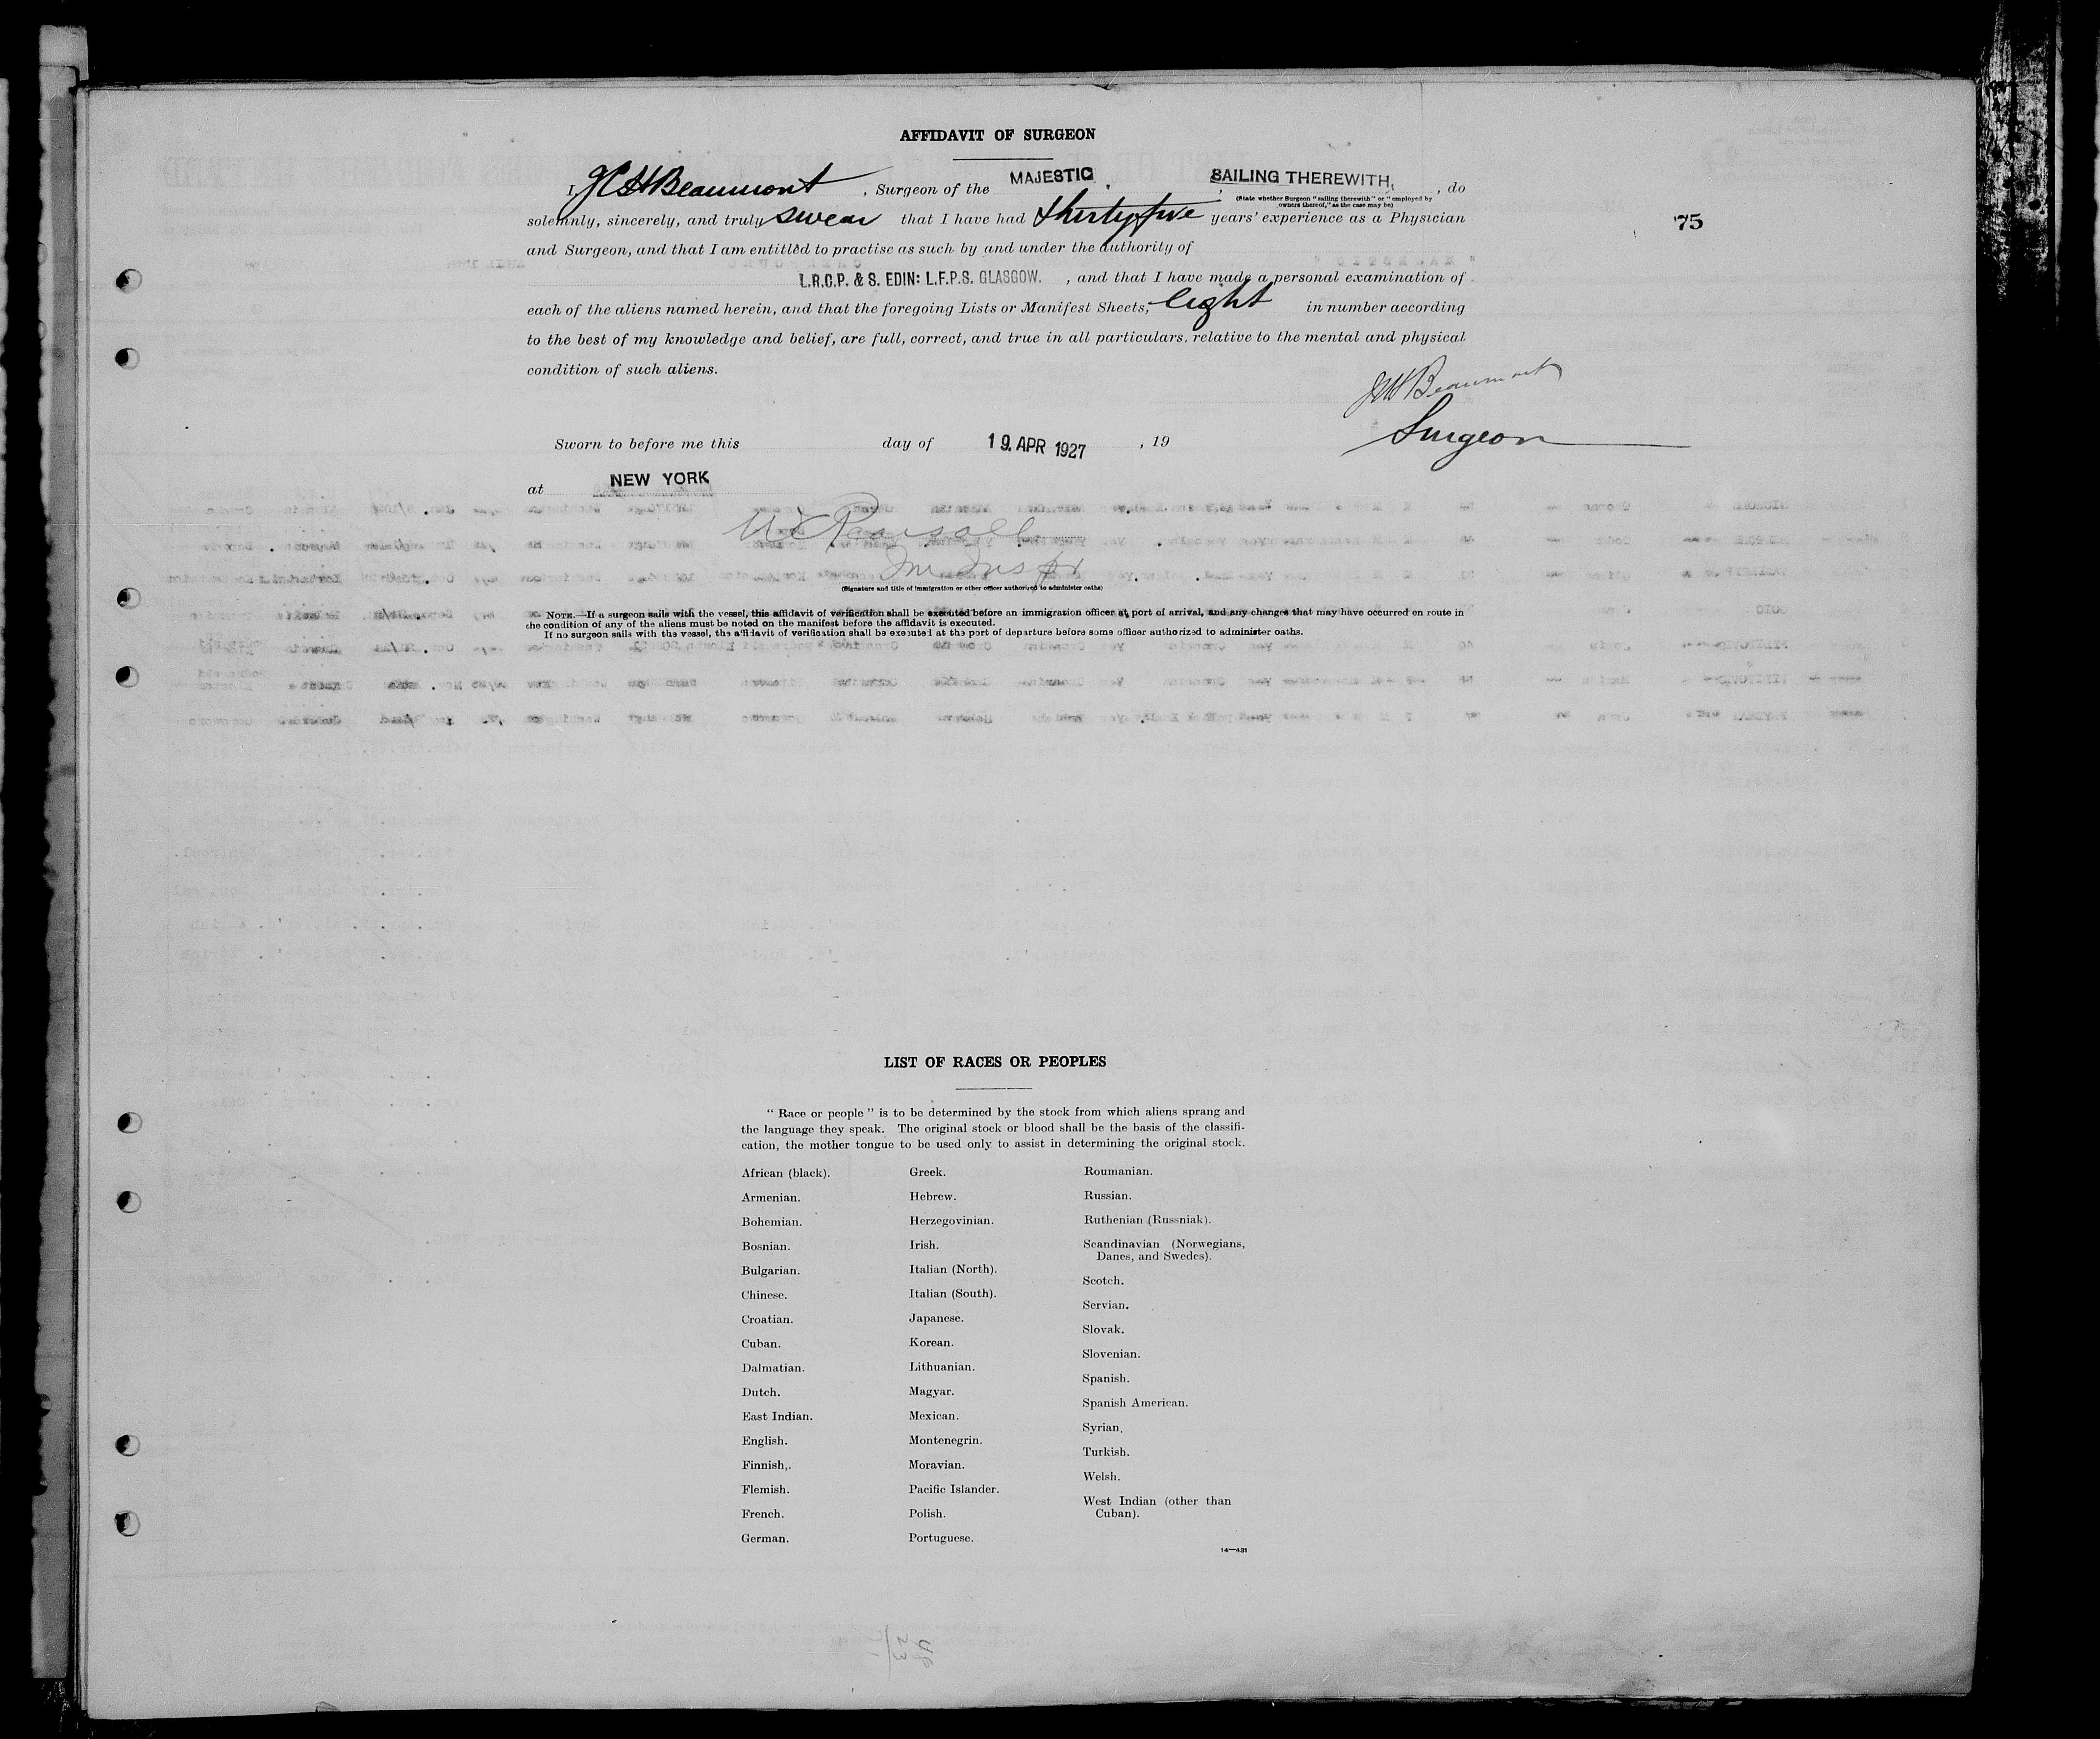 AFFIDAVIT OF SURGEON
I, J C H Beaumont, Surgeon of the MAJESTIC, SAILING THEREWITH, do
(State whether Surgeon "sailing therewith" or "employed by
owners thereof," as the case may be)
solemnly, sincerely, and truly swear that I have had thirty five years' experience as a Physician
75
and Surgeon, and that I am entitled to practise as such by and under the authority of
L.R.C.P. & S. EDIN: L.F.P.S. GLASGOW. , and that I have made a personal examination of
each of the aliens named herein, and that the foregoing Lists or Manifest Sheets, eight in number according
to the best of my knowledge and belief, are full, correct, and true in all particulars, relative to the mental and physical
condition of such aliens.
Beaumont
Surgeon
Sworn to before me this day of 19. APR 1927 , 19
at NEW YORK
Pearsall
Im Inspr
(Signature and title of immigration or other officer authorized to administer oaths)
NOTE.—If a surgeon sails with the vessel, this affidavit of verification shall be executed before an immigration officer at port of arrival, and any changes that may have occurred en route in
the condition of any of the aliens must be noted on the manifest before the affidavit is executed.
If no surgeon sails with the vessel, the affidavit of verification shall be executed at the port of departure before some officer authorized to administer oaths.
LIST OF RACES OR PEOPLES
" Race or people " is to be determined by the stock from which aliens sprang and
the language they speak. The original stock or blood shall be the basis of the classifi-
cation, the mother tongue to be used only to assist in determining the original stock.
African (black).
Armenian.
Bohemian.
Bosnian.
Bulgarian.
Chinese.
Croatian.
Cuban.
Dalmatian.
Dutch.
East Indian.
English.
Finnish.
Flemish.
French.
German.
Greek.
Hebrew.
Herzegovinian.
Irish.
Italian (North).
Italian (South).
Japanese.
Korean.
Lithuanian.
Magyar.
Mexican.
Montenegrin.
Moravian.
Pacific Islander.
Polish.
Portuguese.
Roumanian.
Russian.
Ruthenian (Russniak).
Scandinavian (Norwegians,
Danes, and Swedes).
Scotch.
Servian.
Slovak.
Slovenian.
Spanish.
Spanish American.
Syrian.
Turkish.
Welsh.
West Indian (other than
Cuban).
14—431